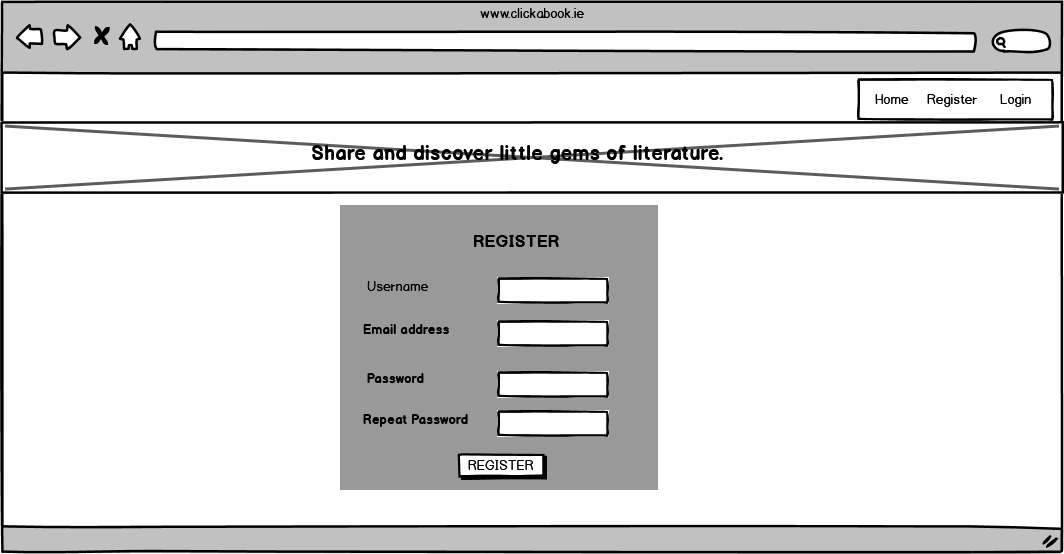 www.clickabook.ie
Home Register Login
Share and discover little gems of literature.
REGISTER
Username
Email address
Password
Repeat Password
REGISTER